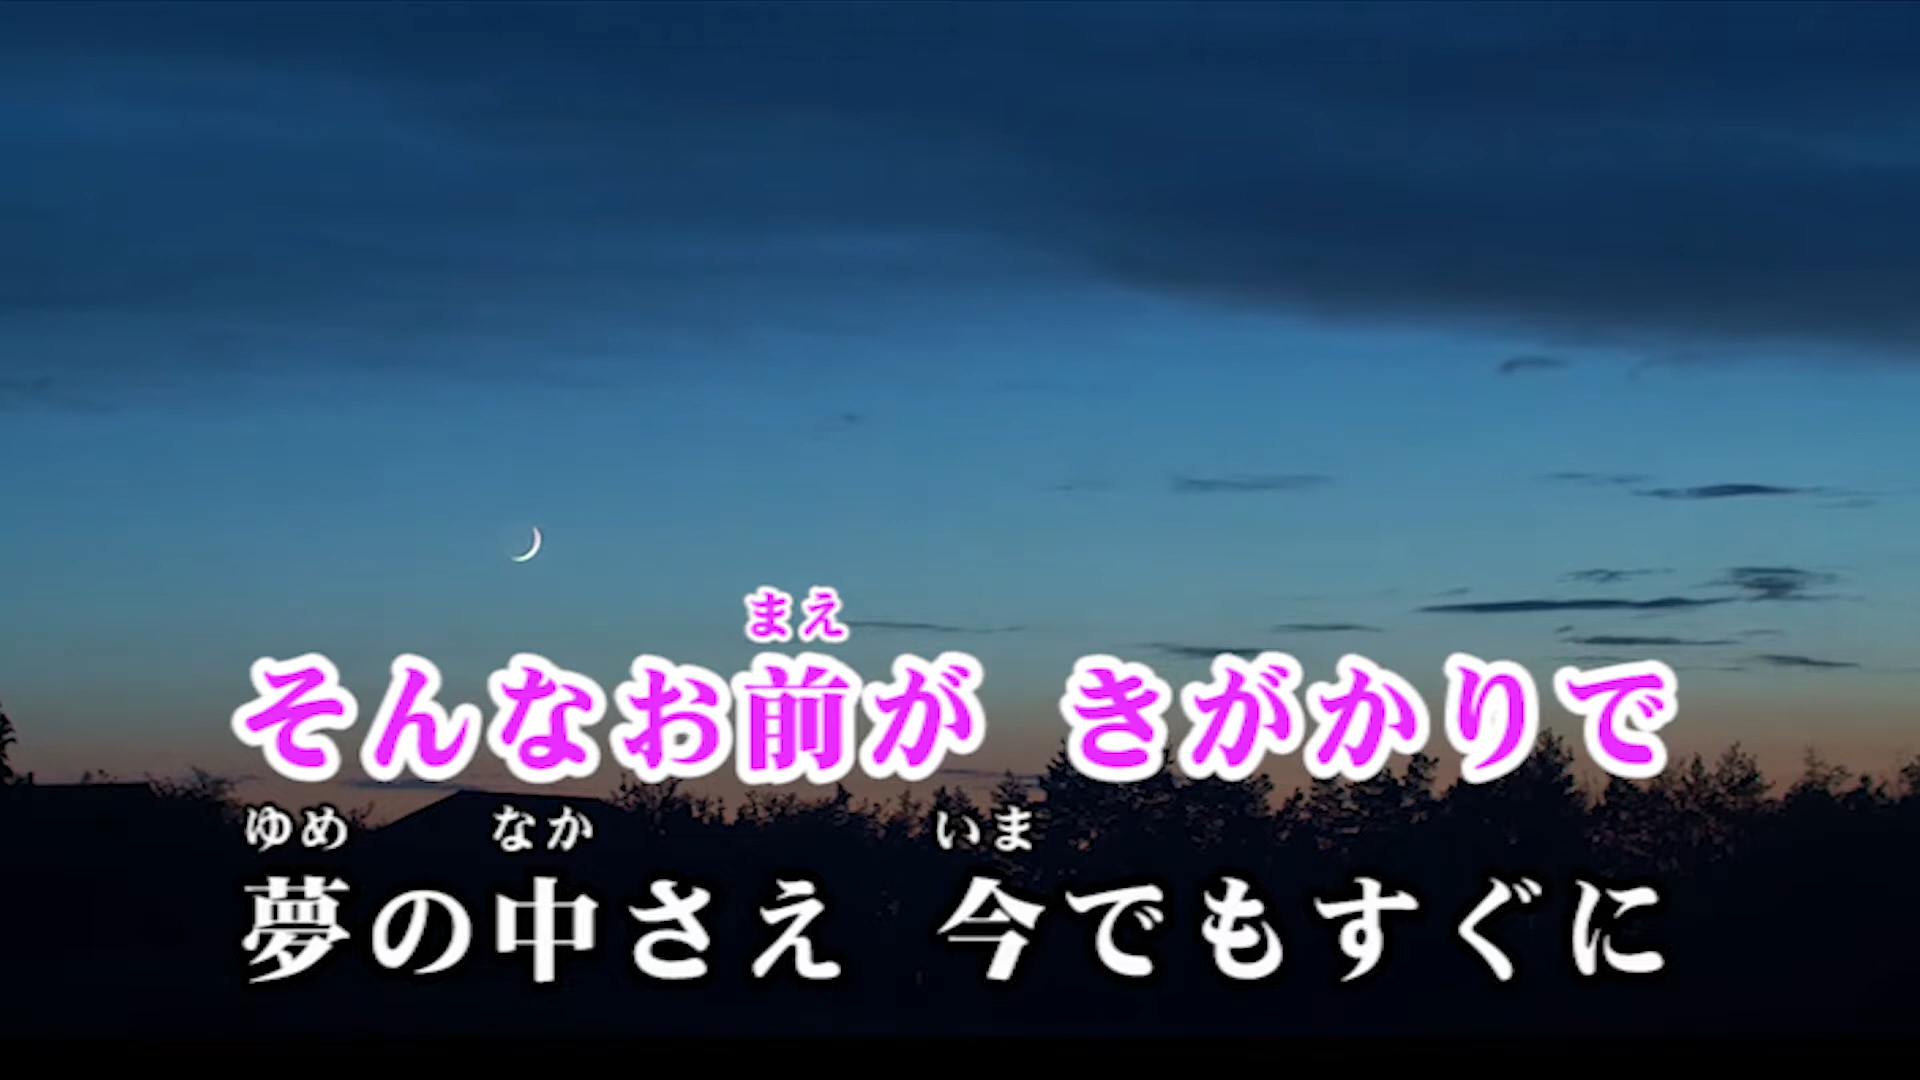 まえ
そんなお前が きがかりで
ゆめ なか いま
夢の中さえ 今でもすぐに